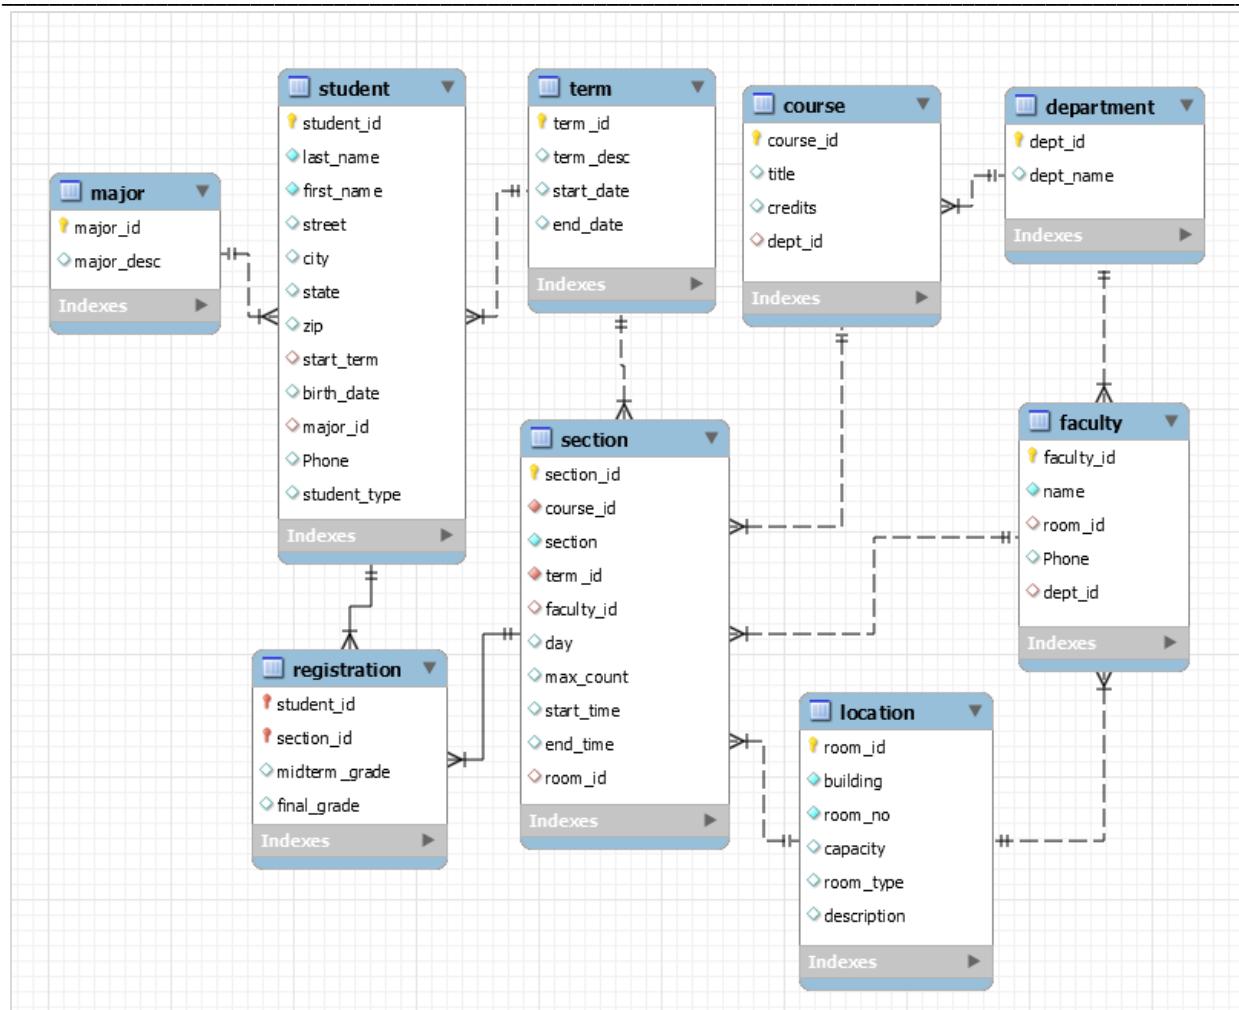 student
student_id
last_name
first_name
street
city
state
zip
start_term
birth_date
major_id
Phone
student_type
Indexes
term
term_id
term_desc
start_date
end_date
Indexes
course
course_id
title
credits
dept_id
Indexes
department
dept_id
dept_name
Indexes
major
major_id
major_desc
Indexes
section
section_id
course_id
section
term_id
faculty_id
day
max_count
start_time
end_time
room_id
Indexes
faculty
faculty_id
name
room_id
Phone
dept_id
Indexes
registration
student_id
section_id
midterm_grade
final_grade
Indexes
location
room_id
building
room_no
capacity
room_type
description
Indexes